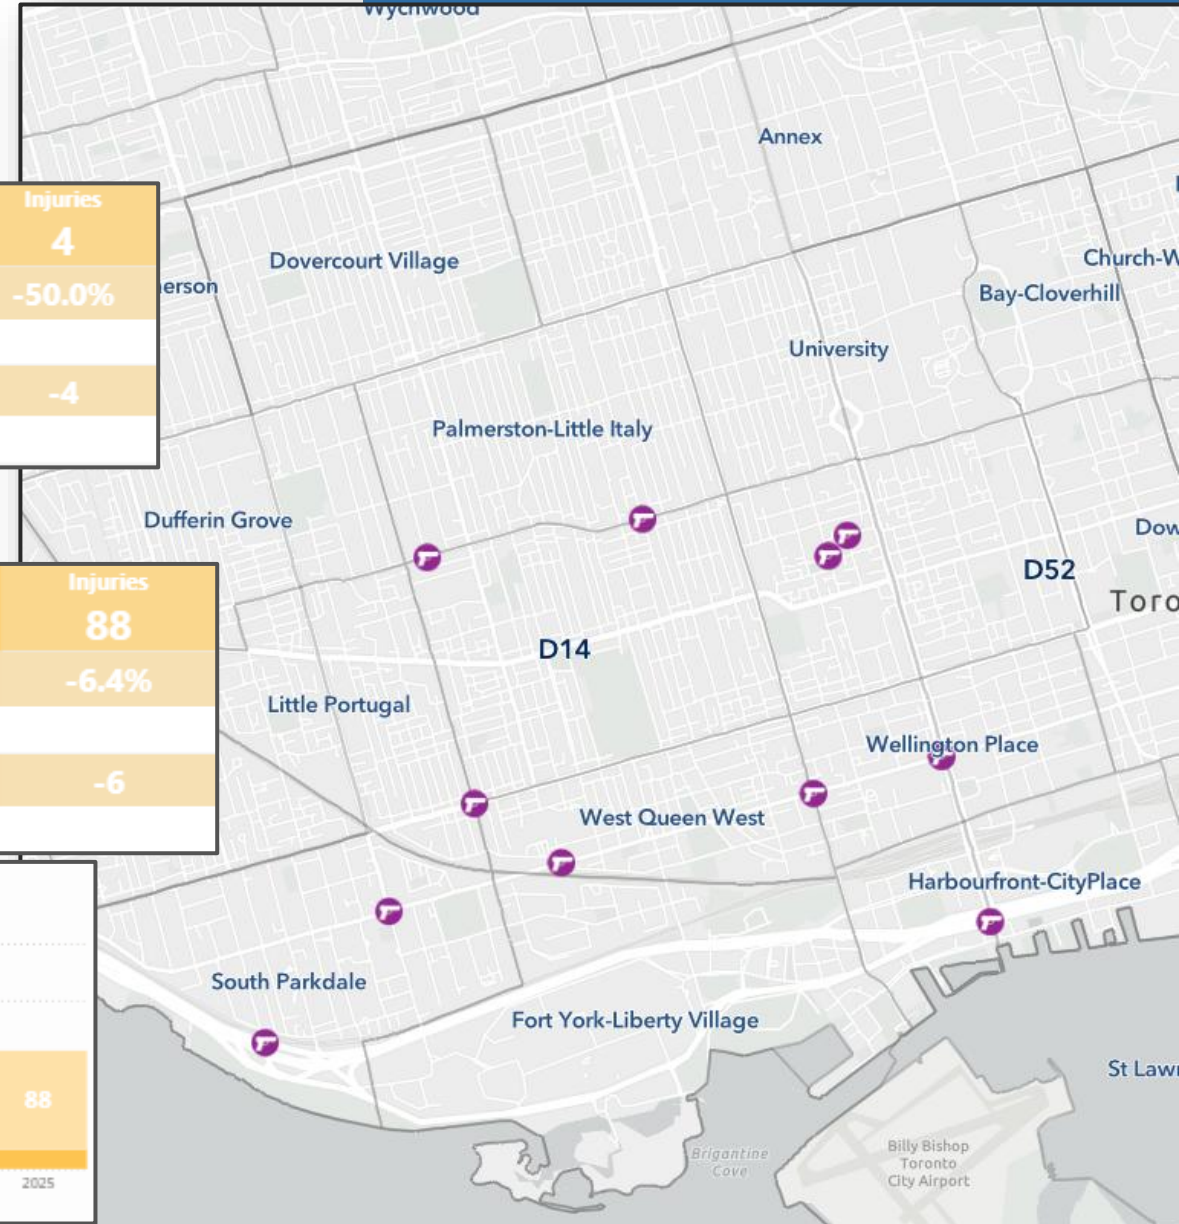 Wychwood
Annex
Injuries
4
-50.0%
-4
Dovercourt Village
erson
Church-W
Bay-Cloverhill
University
Palmerston-Little Italy
Dufferin Grove
Dow
D52
Toro
Injuries
88
-6.4%
-6
D14
Little Portugal
Wellington Place
West Queen West
Harbourfront-CityPlace
South Parkdale
Fort York-Liberty Village
St Lawr
88
2025
Brigantine
Cove
Billy Bishop
Toronto
City Airport